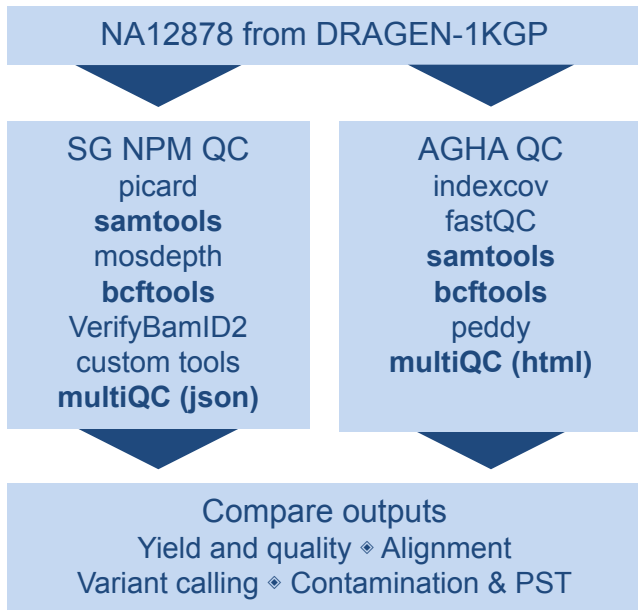 NA12878 from DRAGEN-1KGP
SG NPM QC
picard
samtools
mosdepth
bcftools
VerifyBamID2
custom tools
multiQC (json)
AGHA QC
indexcov
fastQC
samtools
bcftools
peddy
multiQC (html)
Compare outputs
Yield and quality ◈ Alignment
Variant calling ◈ Contamination & PST